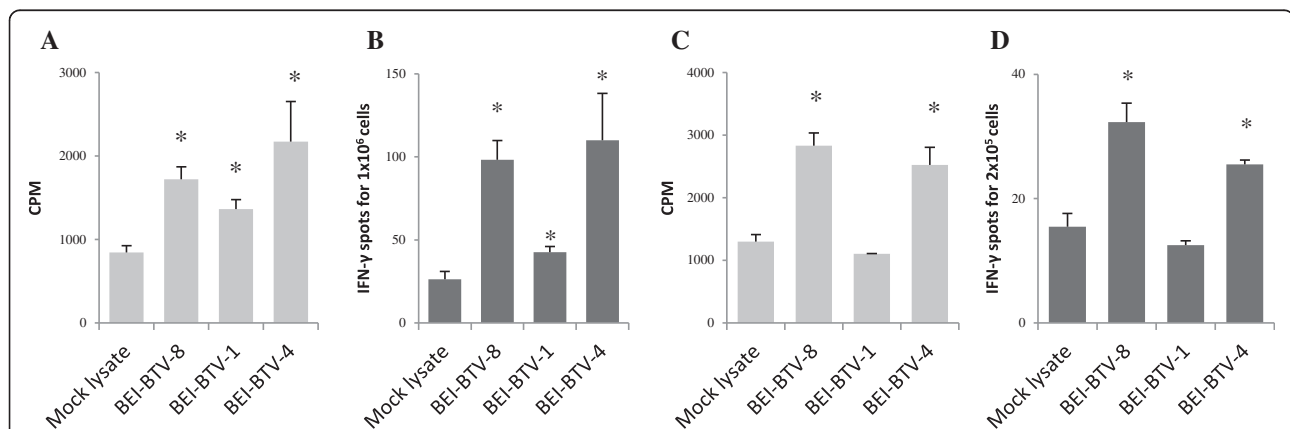 A
CPM
3000
2000
1000
0
*
*
*
Mock lysate
BEI-BTV-8
BEI-BTV-1
BEI-BTV-4
B
IFN-γ spots for 1x10⁶ cells
150
100
50
0
*
*
*
Mock lysate
BEI-BTV-8
BEI-BTV-1
BEI-BTV-4
C
CPM
4000
3000
2000
1000
0
*
*
Mock lysate
BEI-BTV-8
BEI-BTV-1
BEI-BTV-4
D
IFN-γ spots for 2x10⁵ cells
40
20
0
*
*
Mock lysate
BEI-BTV-8
BEI-BTV-1
BEI-BTV-4